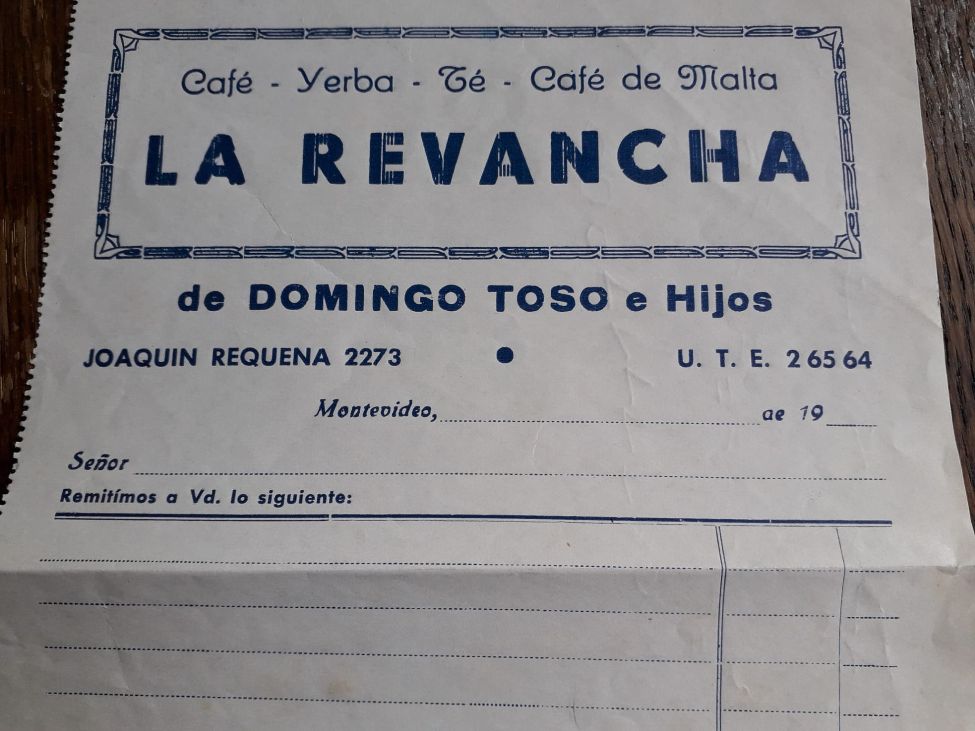 Café - Yerba - Té - Café de Malta
LA REVANCHA
de DOMINGO TOSO e Hijos
JOAQUIN REQUENA 2273 ● U. T. E. 2 65 64
Montevideo, de 19
Señor
Remitímos a Vd. lo siguiente: